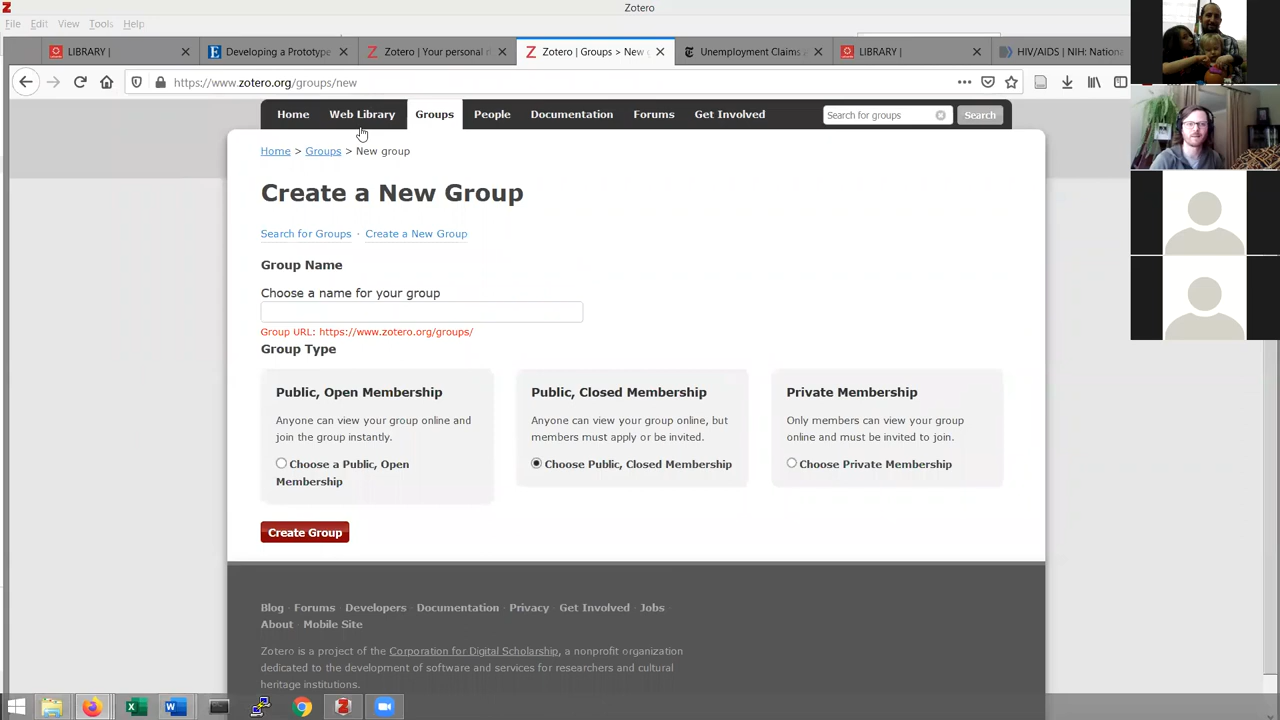 Zotero
File Edit View Tools Help
LIBRARY |
Developing a Prototype
Zotero | Your personal r
Zotero | Groups > New
Unemployment Claims
LIBRARY |
HIV/AIDS | NIH: Nation
https://www.zotero.org/groups/new
Home Web Library Groups People Documentation Forums Get Involved Search for groups Search
Home > Groups > New group
Create a New Group
Search for Groups · Create a New Group
Group Name
Choose a name for your group
Group URL: https://www.zotero.org/groups/
Group Type
Public, Open Membership
Anyone can view your group online and
join the group instantly.
Choose a Public, Open
Membership
Public, Closed Membership
Anyone can view your group online, but
members must apply or be invited.
Choose Public, Closed Membership
Private Membership
Only members can view your group
online and must be invited to join.
Choose Private Membership
Create Group
Blog · Forums · Developers · Documentation · Privacy · Get Involved · Jobs ·
About · Mobile Site
Zotero is a project of the Corporation for Digital Scholarship, a nonprofit organization
dedicated to the development of software and services for researchers and cultural
heritage institutions.